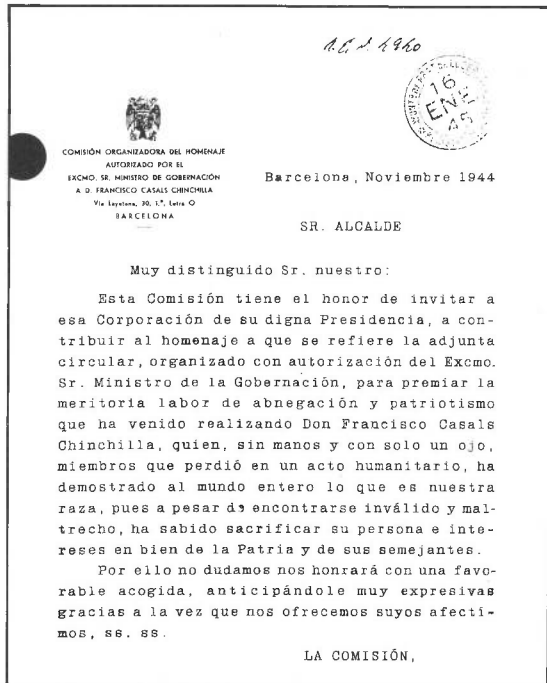 COMISIÓN ORGANIZADORA DEL HOMENAJE
AUTORIZADO POR EL
EXCMO. SR. MINISTRO DE GOBERNACIÓN
A D. FRANCISCO CASALS CHINCHILLA
Vía Layetana, 30, 1.º, Letra O
BARCELONA
16
ENE
45
Barcelona, Noviembre 1944
SR. ALCALDE
Muy distinguido Sr. nuestro:
Esta Comisión tiene el honor de invitar a
esa Corporación de su digna Presidencia, a con-
tribuir al homenaje a que se refiere la adjunta
circular, organizado con autorización del Excmo.
Sr. Ministro de la Gobernación, para premiar la
meritoria labor de abnegación y patriotismo
que ha venido realizando Don Francisco Casals
Chinchilla, quien, sin manos y con solo un ojo,
miembros que perdió en un acto humanitario, ha
demostrado al mundo entero lo que es nuestra
raza, pues a pesar de encontrarse inválido y mal-
trecho, ha sabido sacrificar su persona e inte-
reses en bien de la Patria y de sus semejantes.
Por ello no dudamos nos honrará con una favo-
rable acogida, anticipándole muy expresivas
gracias a la vez que nos ofrecemos suyos afectí-
mos, ss. ss.
LA COMISIÓN,